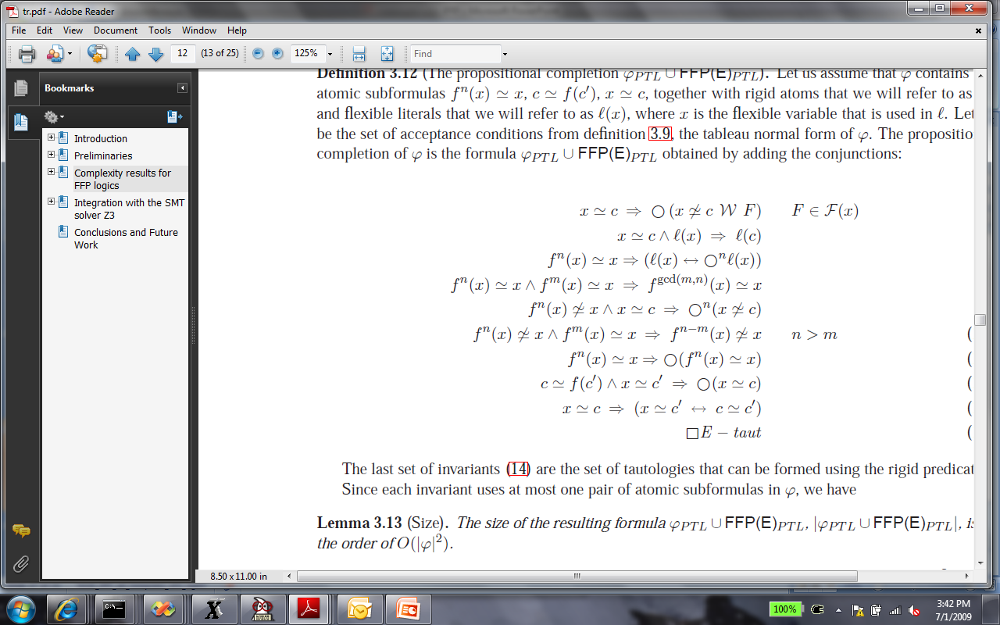 tr.pdf - Adobe Reader
File Edit View Document Tools Window Help
12 (13 of 25) 125% Find
Bookmarks
Introduction
Preliminaries
Complexity results for
FFP logics
Integration with the SMT
solver Z3
Conclusions and Future
Work
Definition 3.12 (The propositional completion φ_PTL ∪ FFP(E)_PTL). Let us assume that φ contains
atomic subformulas fⁿ(x) ≃ x, c ≃ f(c′), x ≃ c, together with rigid atoms that we will refer to as
and flexible literals that we will refer to as ℓ(x), where x is the flexible variable that is used in ℓ. Let
be the set of acceptance conditions from definition 3.9, the tableau normal form of φ. The propositio
completion of φ is the formula φ_PTL ∪ FFP(E)_PTL obtained by adding the conjunctions:
x ≃ c ⇒ ○(x ≄ c W F) F ∈ F(x)
x ≃ c ∧ ℓ(x) ⇒ ℓ(c)
fⁿ(x) ≃ x ⇒ (ℓ(x) ↔ ○ⁿℓ(x))
fⁿ(x) ≃ x ∧ f^m(x) ≃ x ⇒ f^gcd(m,n)(x) ≃ x
fⁿ(x) ≄ x ∧ x ≃ c ⇒ ○ⁿ(x ≄ c)
fⁿ(x) ≄ x ∧ f^m(x) ≃ x ⇒ f^n−m(x) ≄ x n > m (
fⁿ(x) ≃ x ⇒ ○(fⁿ(x) ≃ x) (
c ≃ f(c′) ∧ x ≃ c′ ⇒ ○(x ≃ c) (
x ≃ c ⇒ (x ≃ c′ ↔ c ≃ c′) (
□E − taut (
The last set of invariants (14) are the set of tautologies that can be formed using the rigid predicat
Since each invariant uses at most one pair of atomic subformulas in φ, we have
Lemma 3.13 (Size). The size of the resulting formula φ_PTL ∪ FFP(E)_PTL, |φ_PTL ∪ FFP(E)_PTL|, is
the order of O(|φ|²).
8.50 x 11.00 in
100%
3:42 PM
7/1/2009